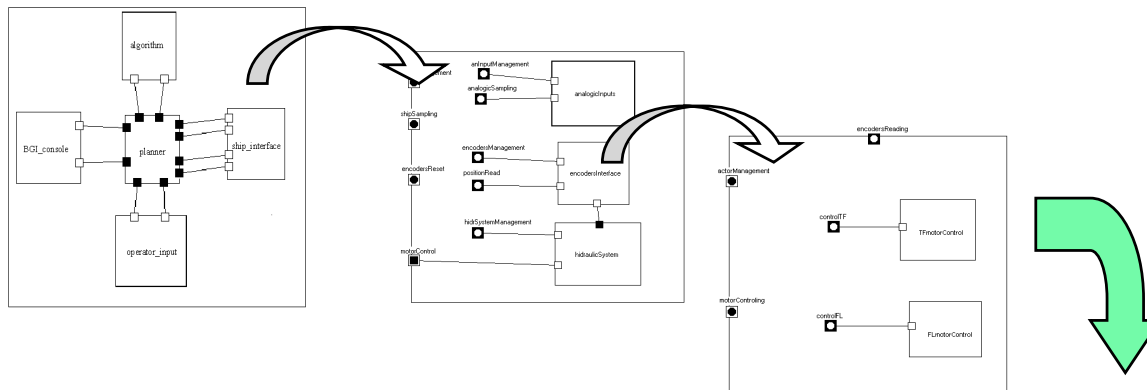 algorithm
BGI_console
planner
ship_interface
operator_input
anInputManagement
ement
analogicSampling
analogicInputs
shipSampling
encodersManagement
encodersReset
positionRead
encodersInterface
hidiSystemManagement
motorControl
hidraulicSystem
encodersReading
actorManagement
controlTF
TFmotorControl
motorControling
controlFL
FLmotorControl